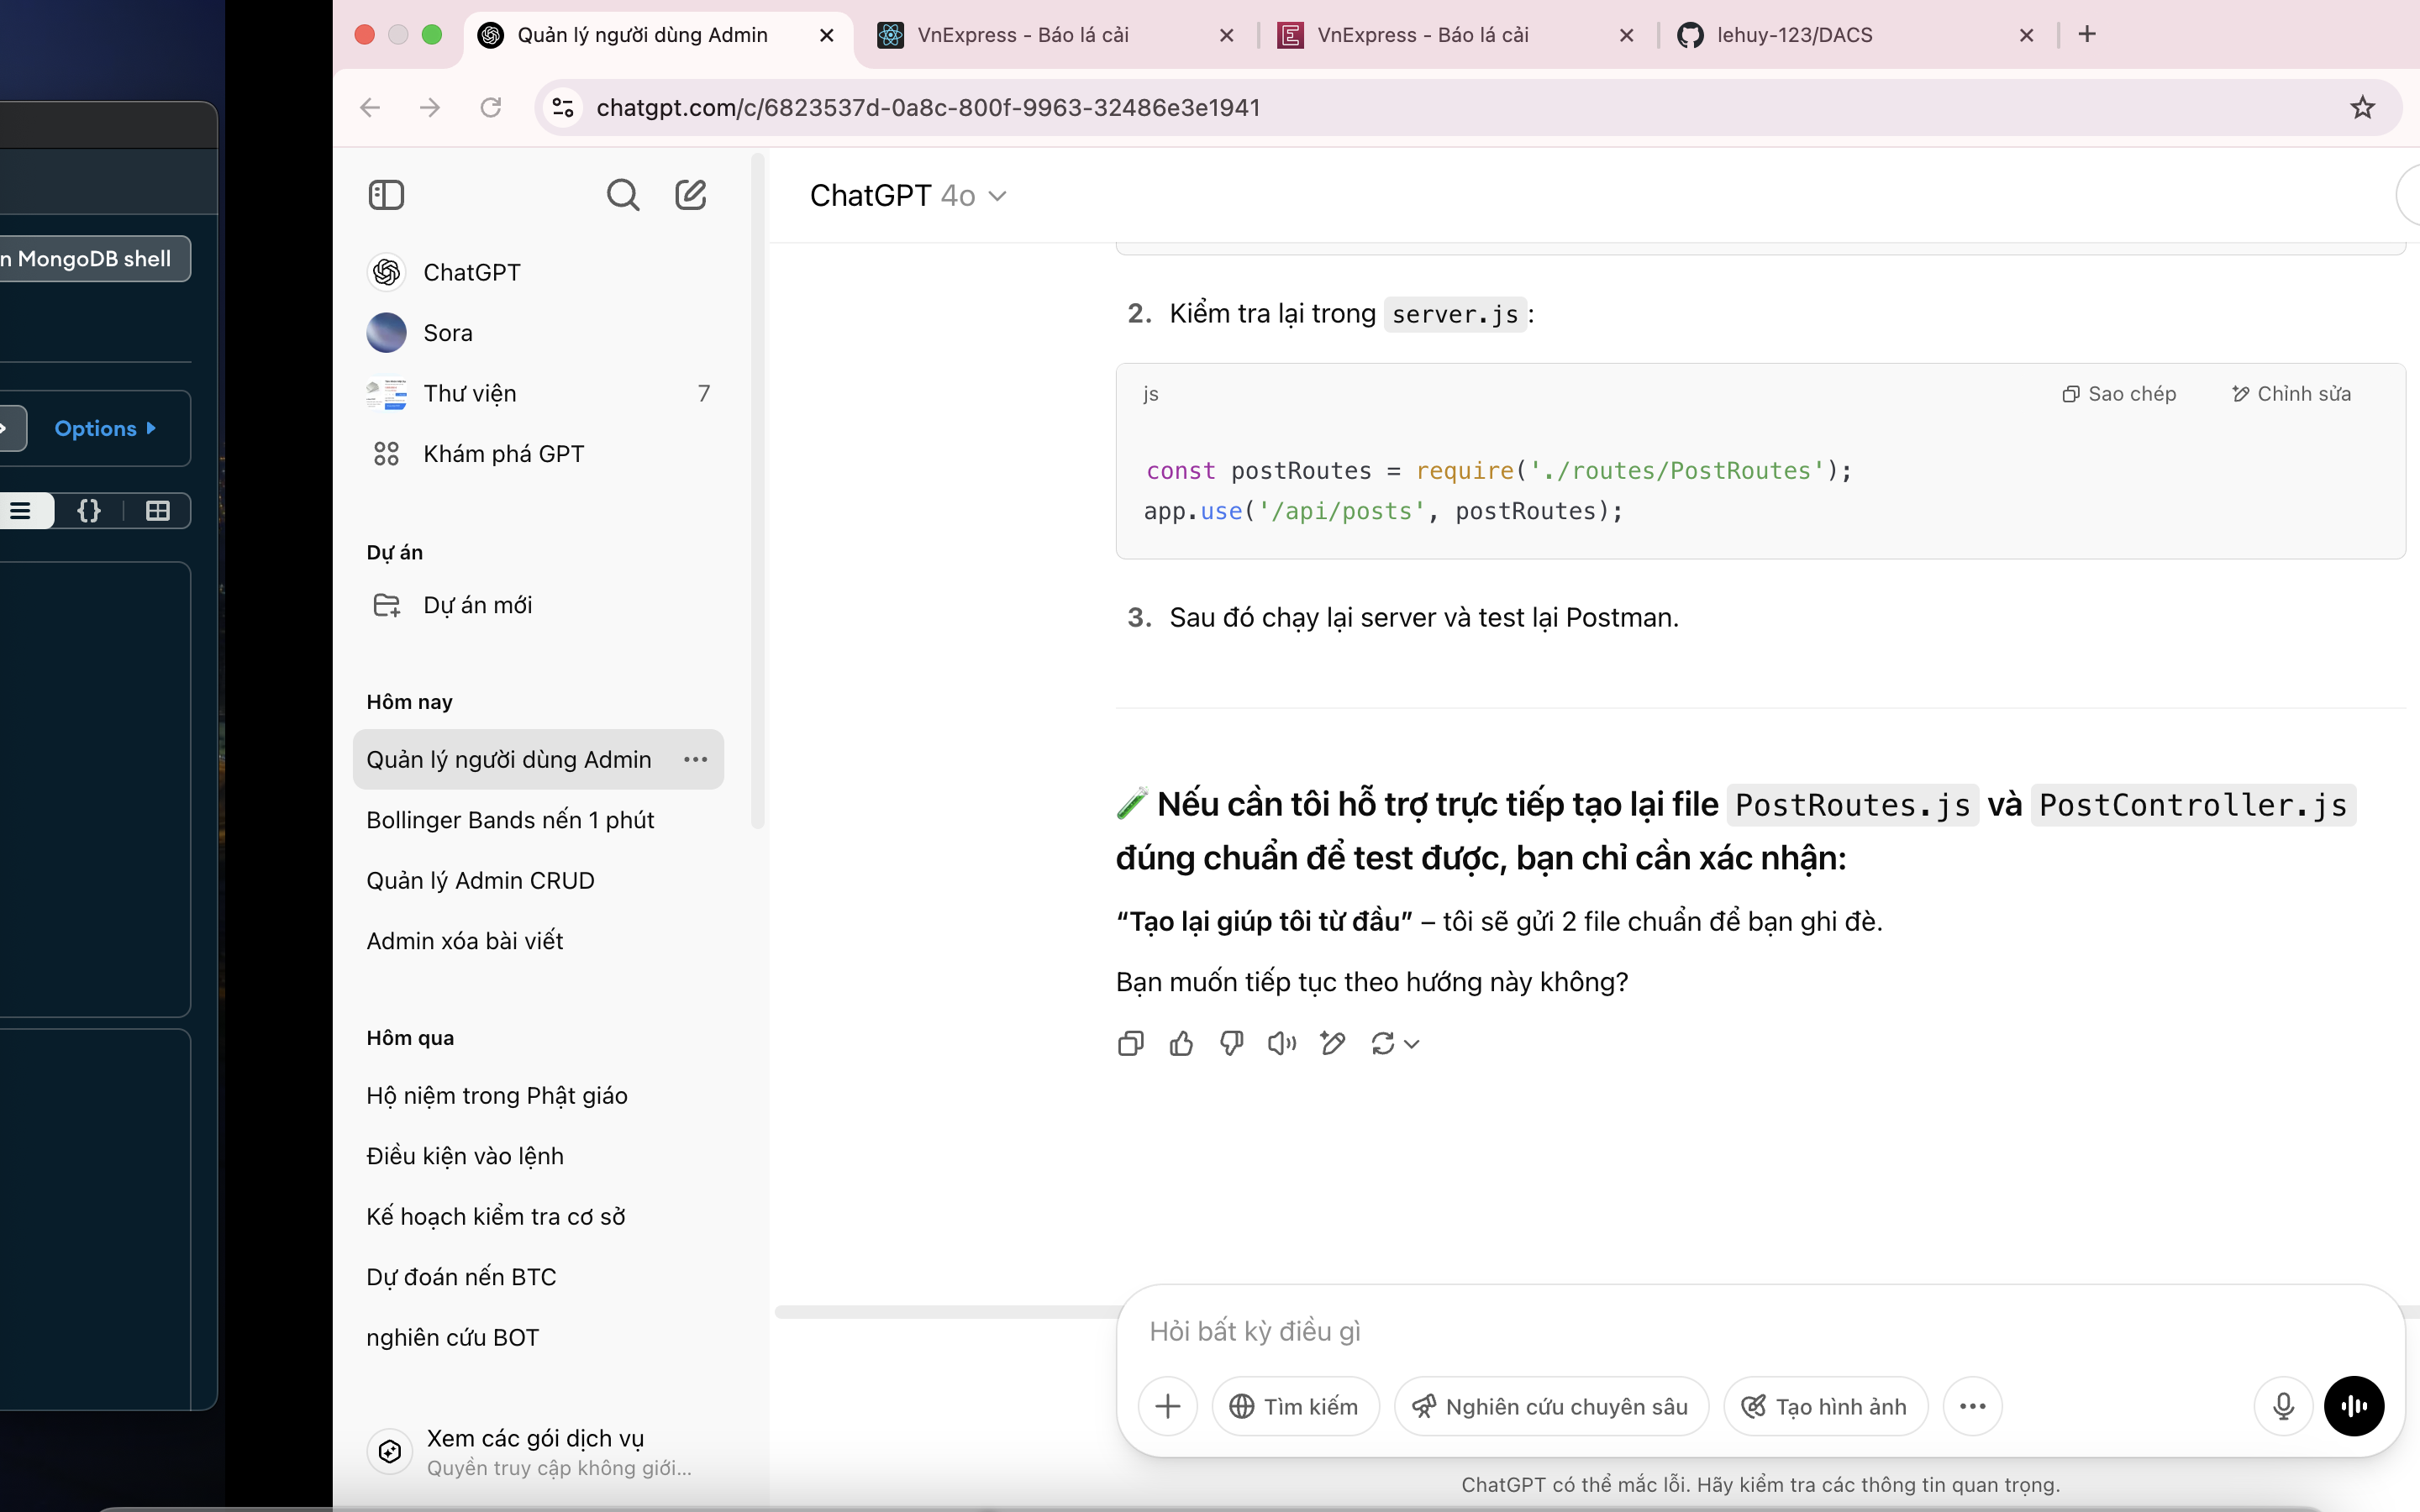 n MongoDB shell
Options
{}
Quản lý người dùng Admin
VnExpress - Báo lá cải
VnExpress - Báo lá cải
lehuy-123/DACS
chatgpt.com/c/6823537d-0a8c-800f-9963-32486e3e1941
ChatGPT
Sora
Thư viện 7
Khám phá GPT
Dự án
Dự án mới
Hôm nay
Quản lý người dùng Admin
Bollinger Bands nến 1 phút
Quản lý Admin CRUD
Admin xóa bài viết
Hôm qua
Hộ niệm trong Phật giáo
Điều kiện vào lệnh
Kế hoạch kiểm tra cơ sở
Dự đoán nến BTC
nghiên cứu BOT
Xem các gói dịch vụ
Quyền truy cập không giới...
ChatGPT 4o
2. Kiểm tra lại trong server.js:
js Sao chép Chỉnh sửa
const postRoutes = require('./routes/PostRoutes');
app.use('/api/posts', postRoutes);
3. Sau đó chạy lại server và test lại Postman.
🧪 Nếu cần tôi hỗ trợ trực tiếp tạo lại file PostRoutes.js và PostController.js
đúng chuẩn để test được, bạn chỉ cần xác nhận:
“Tạo lại giúp tôi từ đầu” – tôi sẽ gửi 2 file chuẩn để bạn ghi đè.
Bạn muốn tiếp tục theo hướng này không?
Hỏi bất kỳ điều gì
Tìm kiếm Nghiên cứu chuyên sâu Tạo hình ảnh
ChatGPT có thể mắc lỗi. Hãy kiểm tra các thông tin quan trọng.